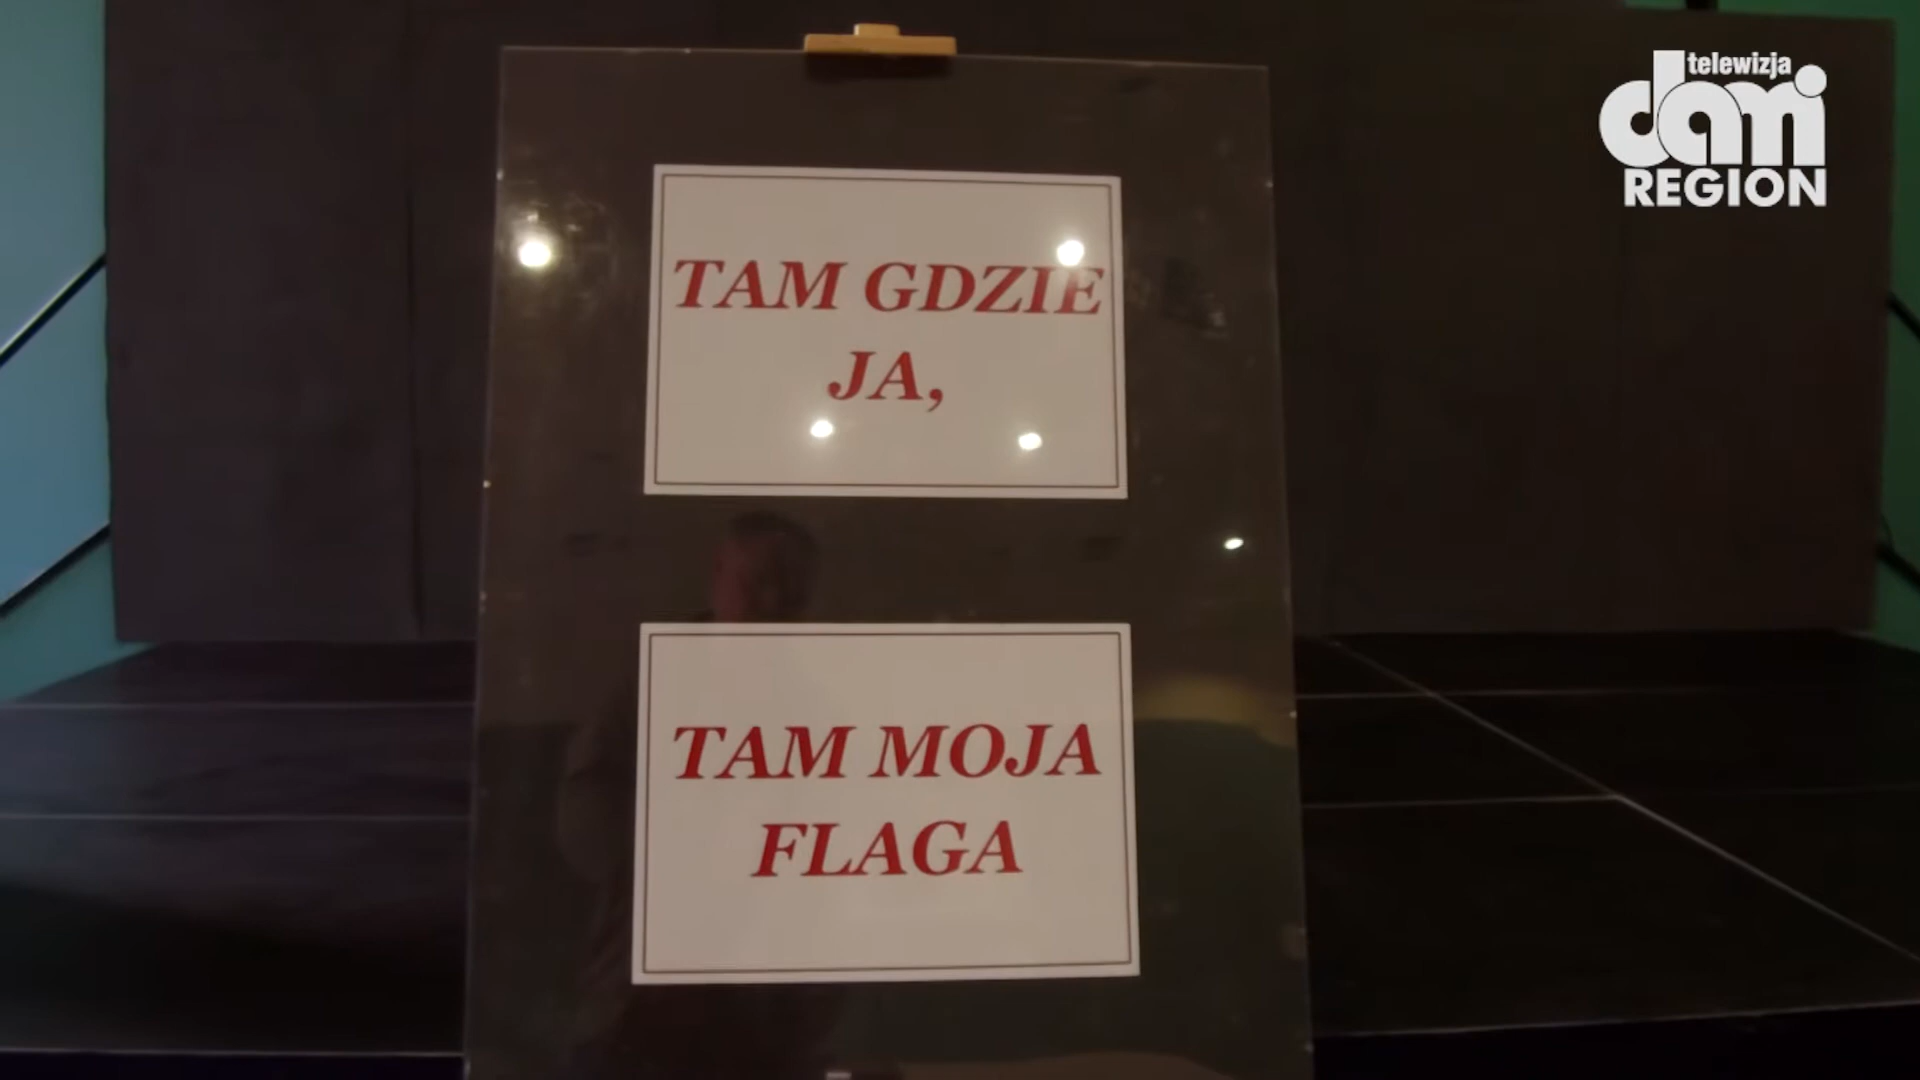 telewizja
dami
REGION
TAM GDZIE
JA,
TAM MOJA
FLAGA